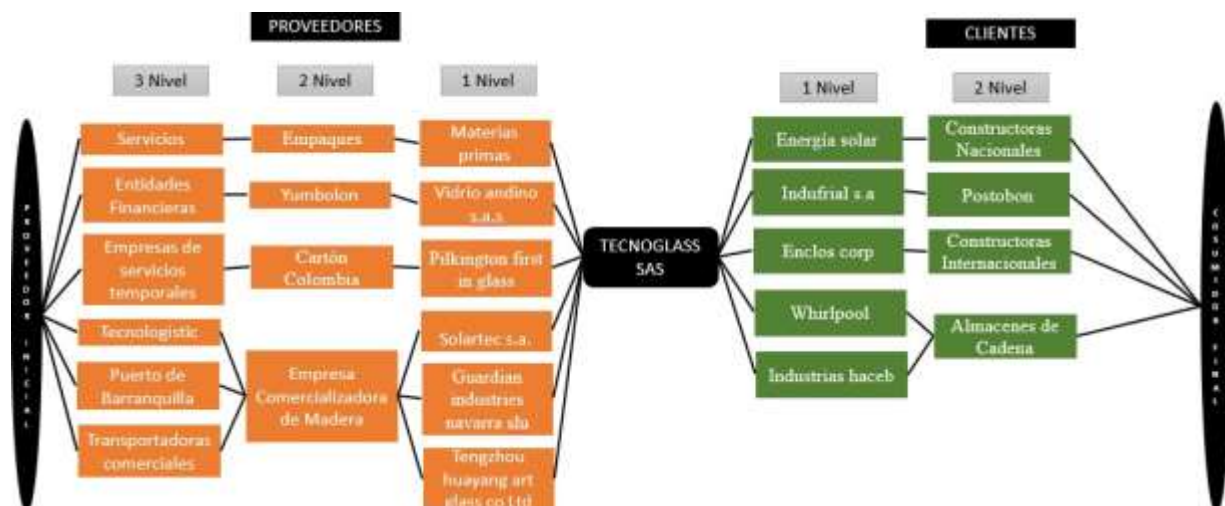 PROVEEDORES
CLIENTES
3 Nivel
2 Nivel
1 Nivel
1 Nivel
2 Nivel
Servicios
Empaques
Materias
primas
Energía solar
Constructoras
Nacionales
Entidades
Financieras
Yumbolon
Vidrio andino
s.a.s.
Indufrial s.a
Postobon
Empresas de
servicios
temporales
Cartón
Colombia
Pilkington first
in glass
TECNOGLASS
SAS
Enclos corp
Constructoras
Internacionales
Tecnologistic
Solartec s.a.
Whirlpool
Almacenes de
Cadena
Puerto de
Barranquilla
Empresa
Comercializadora
de Madera
Guardian
industries
navarra slu
Industrias haceb
Transportadoras
comerciales
Tengzhou
huayang art
glass co Ltd
INICIAL
FINAL